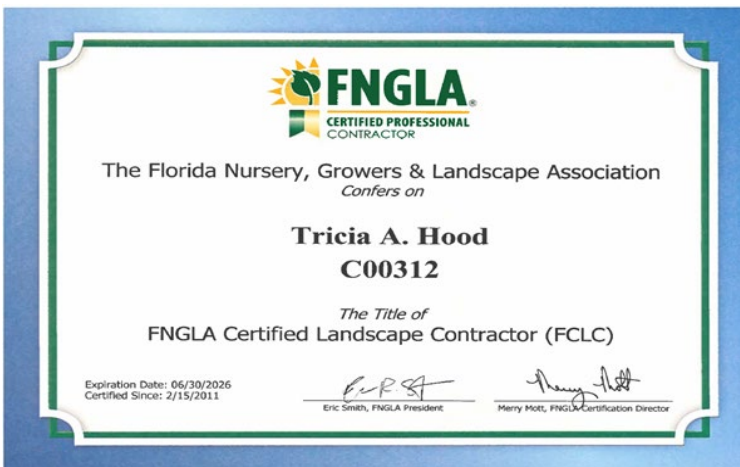 FNGLA®
CERTIFIED PROFESSIONAL
CONTRACTOR
The Florida Nursery, Growers & Landscape Association
Confers on
Tricia A. Hood
C00312
The Title of
FNGLA Certified Landscape Contractor (FCLC)
Expiration Date: 06/30/2026
Certified Since: 2/15/2011
Eric Smith, FNGLA President
Merry Mott, FNGLA Certification Director